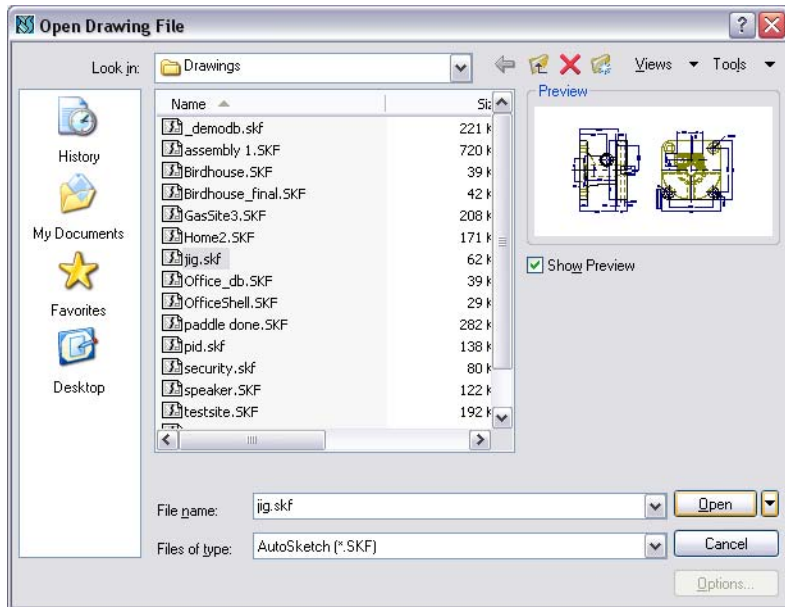 Open Drawing File
Look in: Drawings Views Tools
Name Siz
Preview
_demodb.skf 221 K
assembly 1.SKF 720 K
Birdhouse.SKF 39 K
Birdhouse_final.SKF 42 K
GasSite3.SKF 208 K
Home2.SKF 171 K
jig.skf 62 K
Office_db.SKF 39 K
OfficeShell.SKF 29 K
paddle done.SKF 282 K
pid.skf 138 K
security.skf 80 K
speaker.SKF 122 K
testsite.SKF 192 K
History
My Documents
Favorites
Desktop
Show Preview
File name: jig.skf Open
Files of type: AutoSketch (*.SKF) Cancel
Options...